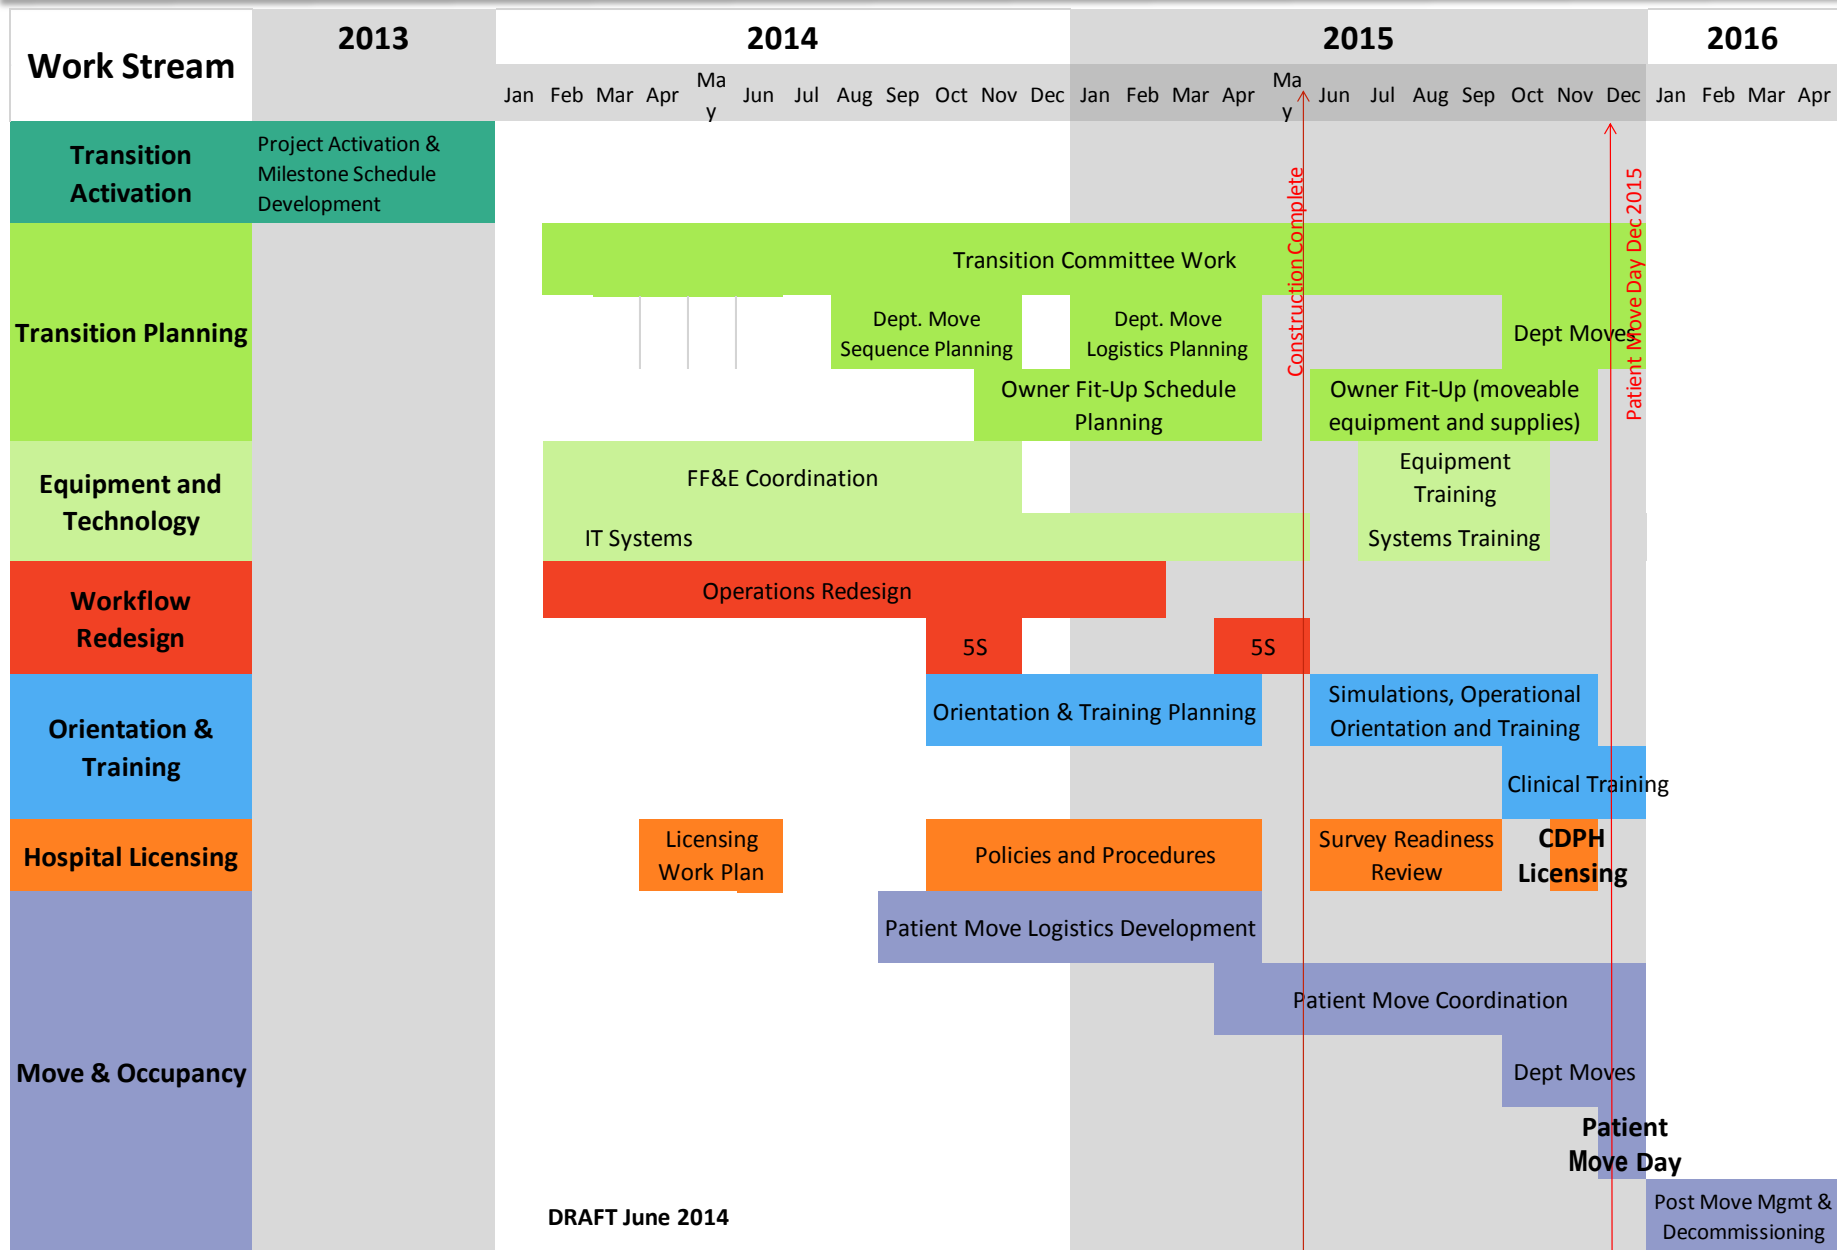 Work Stream
2013
2014
2015
2016
Jan Feb Mar Apr Ma
y Jun Jul Aug Sep Oct Nov Dec Jan Feb Mar Apr Ma
y Jun Jul Aug Sep Oct Nov Dec Jan Feb Mar Apr
Transition
Activation
Project Activation &
Milestone Schedule
Development
Construction Complete
Patient Move Day Dec 2015
Transition Planning
Transition Committee Work
Dept. Move
Sequence Planning
Dept. Move
Logistics Planning
Dept Moves
Owner Fit-Up Schedule
Planning
Owner Fit-Up (moveable
equipment and supplies)
Equipment and
Technology
FF&E Coordination
Equipment
Training
IT Systems
Systems Training
Workflow
Redesign
Operations Redesign
5S
5S
Orientation &
Training
Orientation & Training Planning
Simulations, Operational
Orientation and Training
Clinical Training
Hospital Licensing
Licensing
Work Plan
Policies and Procedures
Survey Readiness
Review
CDPH
Licensing
Move & Occupancy
Patient Move Logistics Development
Patient Move Coordination
Dept Moves
Patient
Move Day
Post Move Mgmt &
Decommissioning
DRAFT June 2014